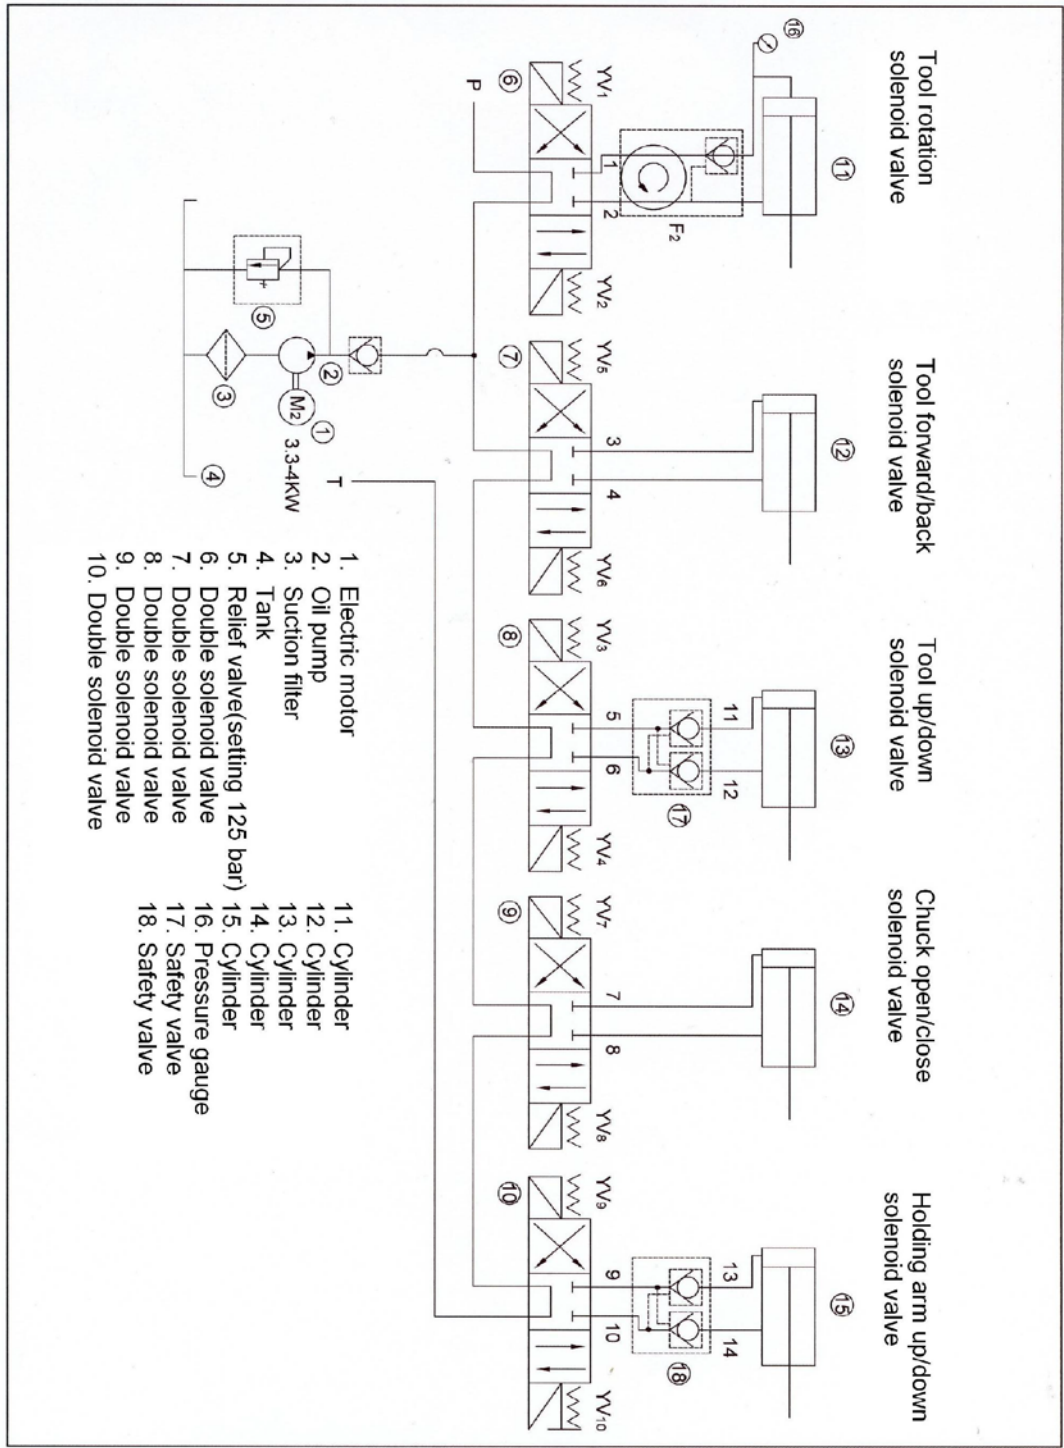 Tool rotation
solenoid valve
Tool forward/back
solenoid valve
Tool up/down
solenoid valve
Chuck open/close
solenoid valve
Holding arm up/down
solenoid valve
16
11
12
13
14
15
F2
11
12
17
13
14
18
1
2
3
4
5
6
7
8
9
10
YV1
YV2
YV5
YV6
YV3
YV4
YV7
YV8
YV9
YV10
6
7
8
9
10
P
T
5
2
1
M2
3.3-4KW
3
4
1. Electric motor
2. Oil pump
3. Suction filter
4. Tank
5. Relief valve(setting 125 bar)
6. Double solenoid valve
7. Double solenoid valve
8. Double solenoid valve
9. Double solenoid valve
10. Double solenoid valve
11. Cylinder
12. Cylinder
13. Cylinder
14. Cylinder
15. Cylinder
16. Pressure gauge
17. Safety valve
18. Safety valve